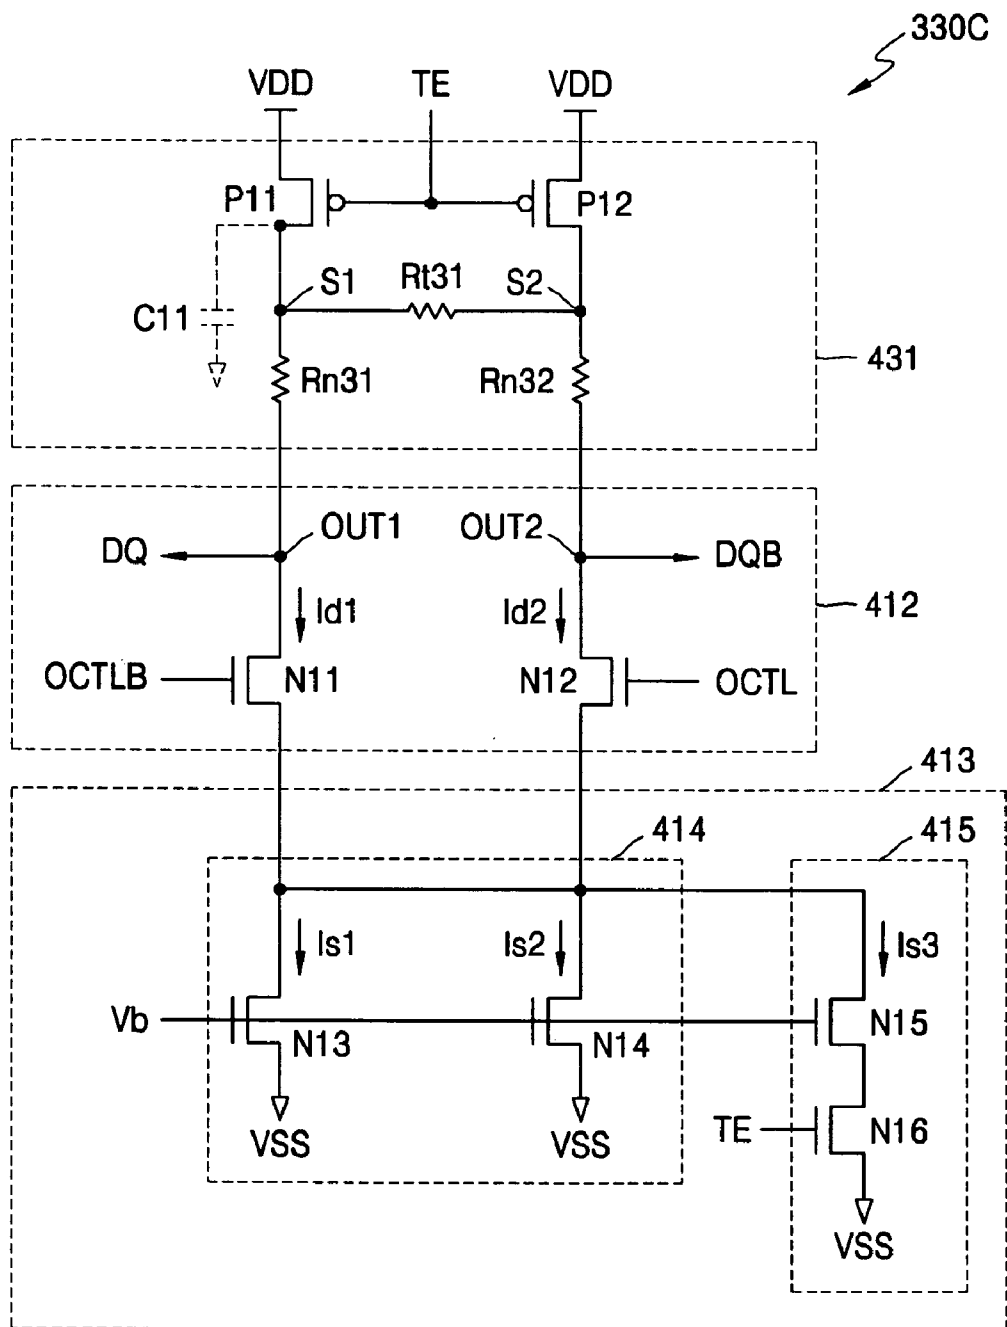 330C
VDD TE VDD
P11 P12
S1 Rt31 S2
C11
Rn31 Rn32
431
OUT1 OUT2
DQ DQB
Id1 Id2
412
OCTLB N11 N12 OCTL
413
414 415
Is1 Is2 Is3
Vb N13 N14 N15
TE N16
VSS VSS
VSS